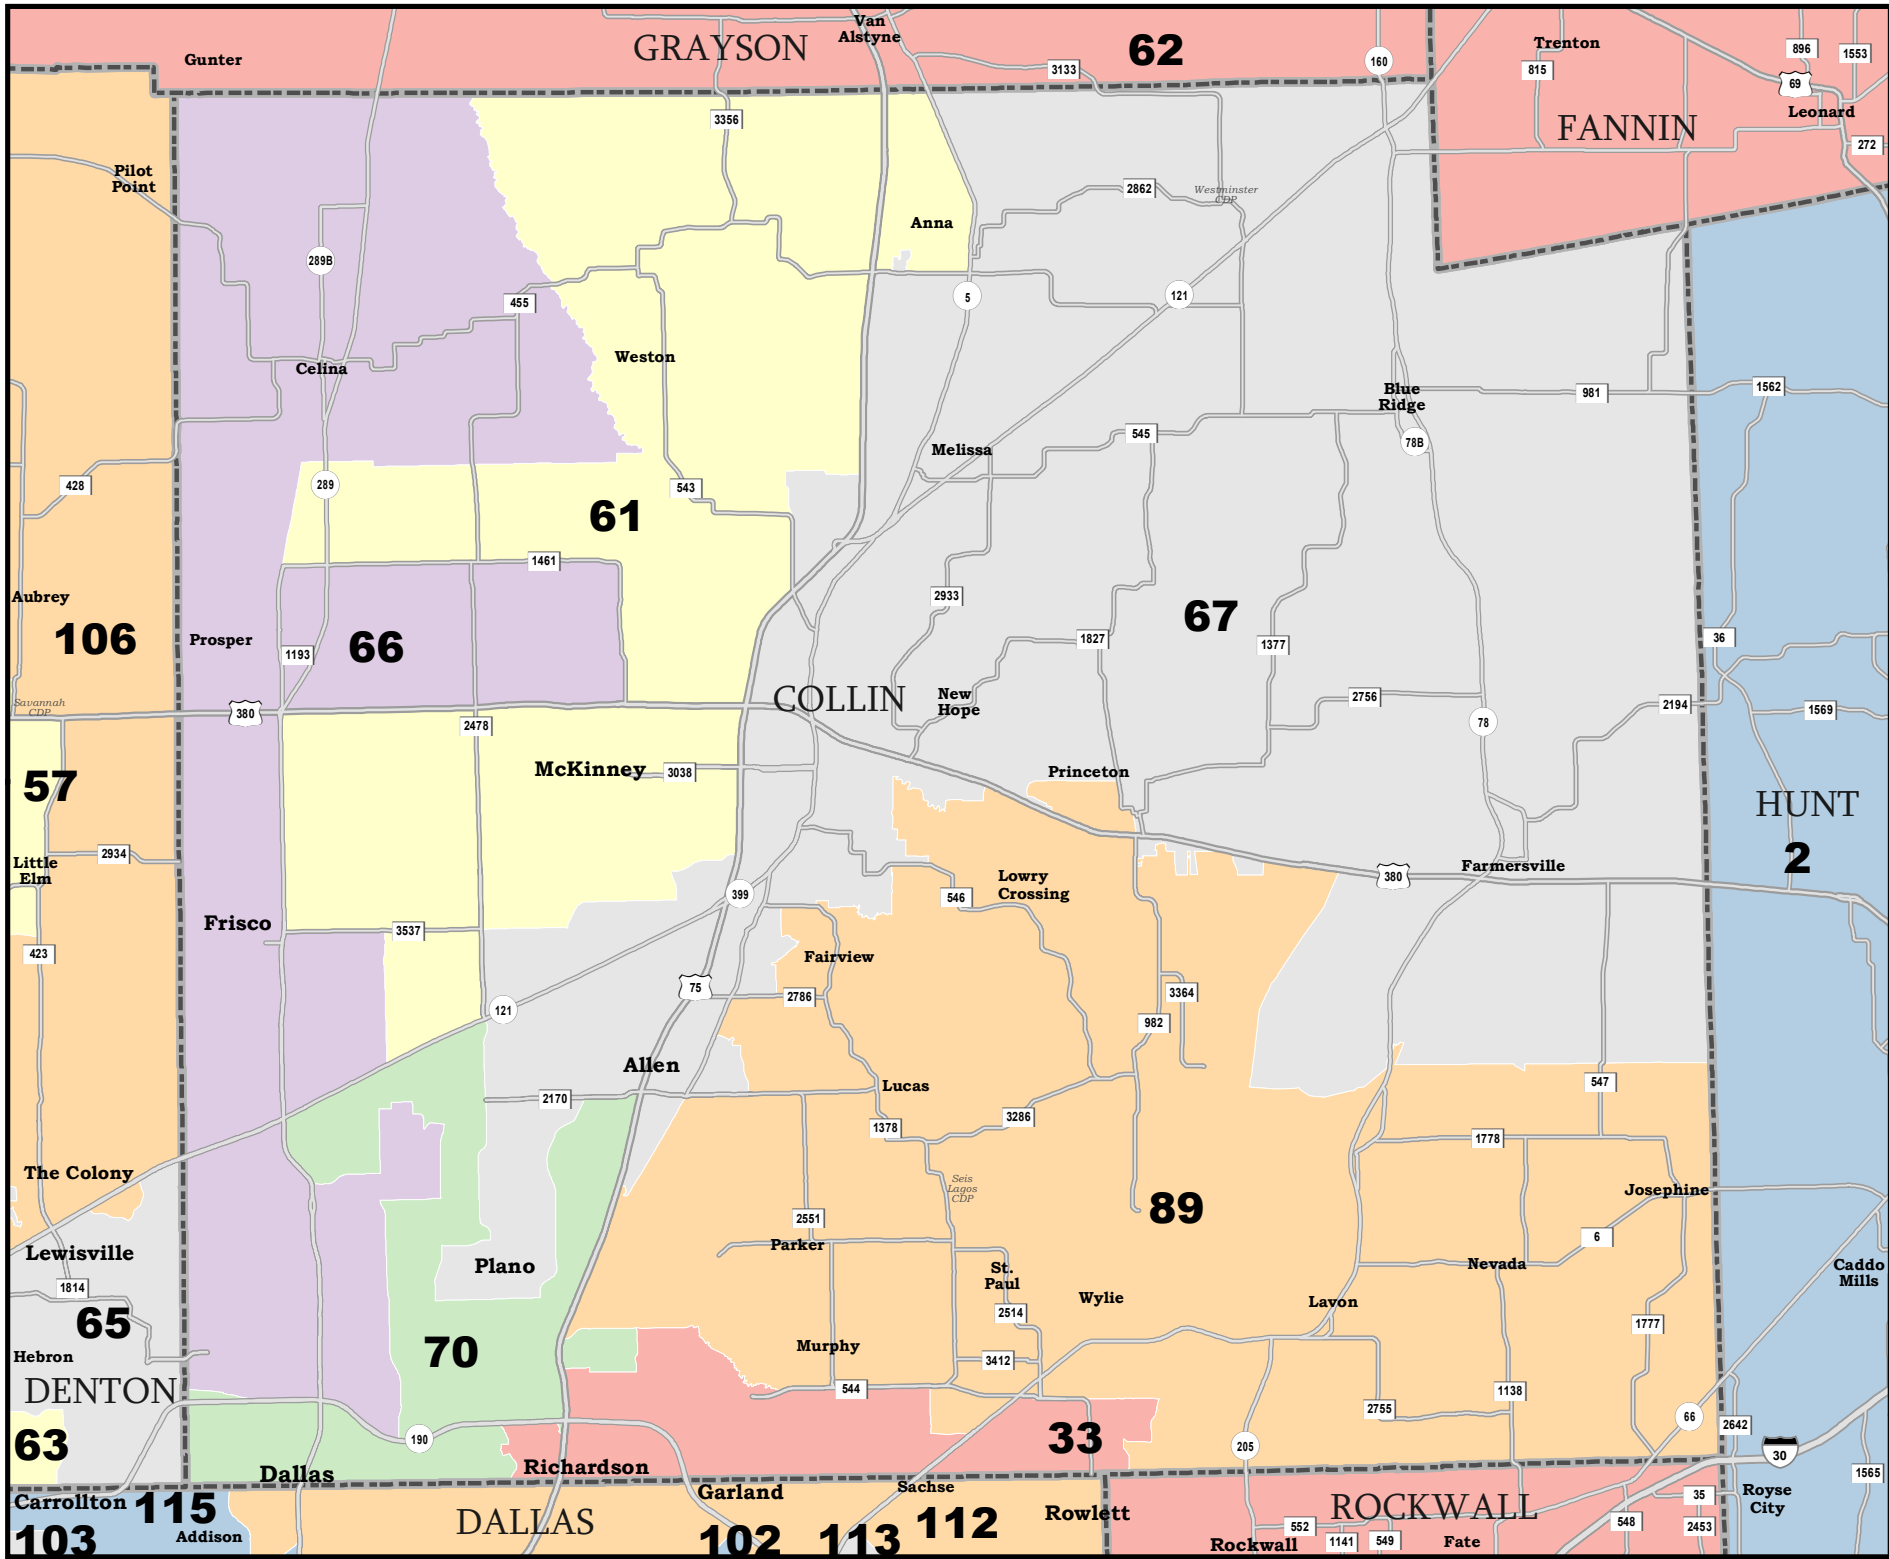 Van
Alstyne
GRAYSON
62
Gunter
3133
160
Trenton
815
896
1553
69
Leonard
FANNIN
272
3356
Pilot
Point
2862
Westminster
CDP
Anna
289B
455
5
121
Weston
Celina
Blue
Ridge
981
1562
78B
545
Melissa
428
289
543
61
1461
Aubrey
106
Prosper
66
1193
2933
67
1827
1377
36
Savannah
CDP
380
COLLIN
New
Hope
2756
2194
1569
2478
78
McKinney
3038
Princeton
57
HUNT
2
Little
Elm
2934
Lowry
Crossing
546
380
Farmersville
399
Frisco
3537
423
Fairview
75
2786
3364
121
982
Allen
Lucas
547
2170
1378
3286
1778
The Colony
Seis
Lagos
CDP
89
Josephine
2551
Parker
6
Lewisville
Plano
St.
Paul
Nevada
Caddo
Mills
1814
65
2514
Wylie
Lavon
1777
Hebron
70
Murphy
3412
DENTON
544
1138
2755
66
2642
63
190
33
205
30
Dallas
Richardson
1565
Carrollton
115
Garland
Sachse
35
Royse
City
103
Addison
DALLAS
102
113
112
Rowlett
ROCKWALL
552
1141
549
548
2453
Rockwall
Fate